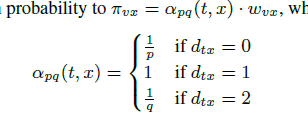 probability to π_vx = α_pq(t, x) · w_vx, wh
α_pq(t, x) = { 1/p if d_tx = 0
1 if d_tx = 1
1/q if d_tx = 2